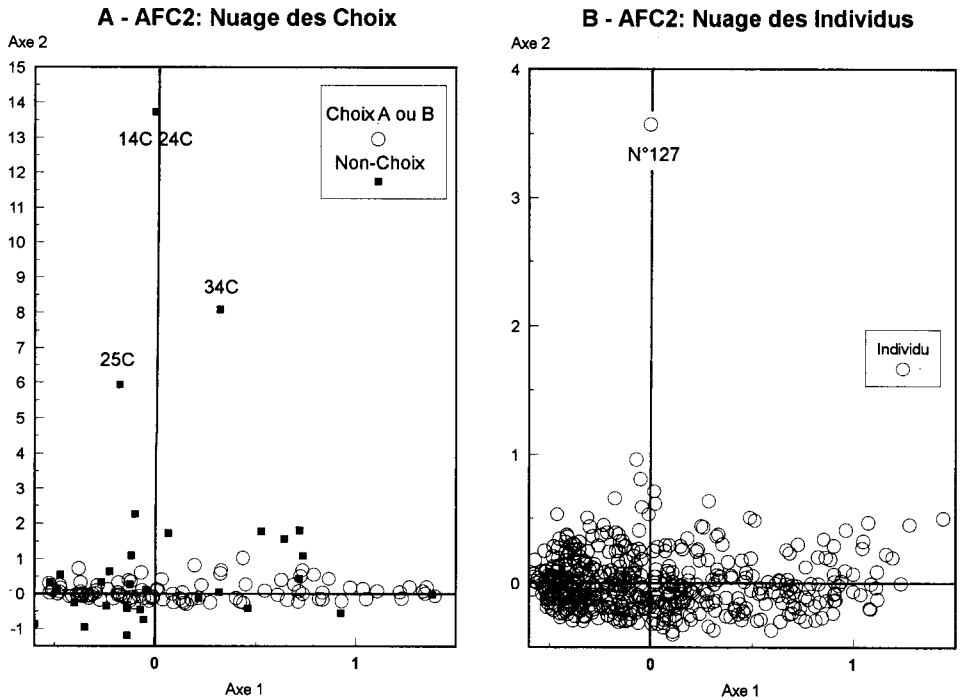 A - AFC2: Nuage des Choix
Axe 2
15
14
13
12
11
10
9
8
7
6
5
4
3
2
1
0
-1
14C 24C
34C
25C
Choix A ou B
Non-Choix
0
1
Axe 1
B - AFC2: Nuage des Individus
Axe 2
4
3
2
1
0
N°127
Individu
0
1
Axe 1